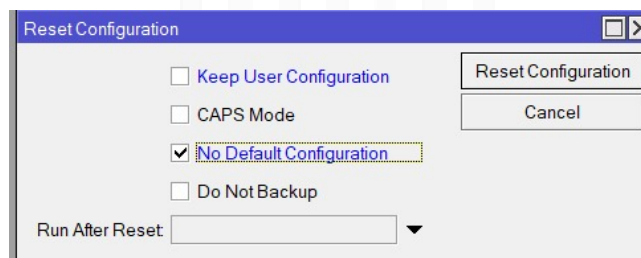 Reset Configuration
Keep User Configuration
Reset Configuration
CAPS Mode
Cancel
No Default Configuration
Do Not Backup
Run After Reset: